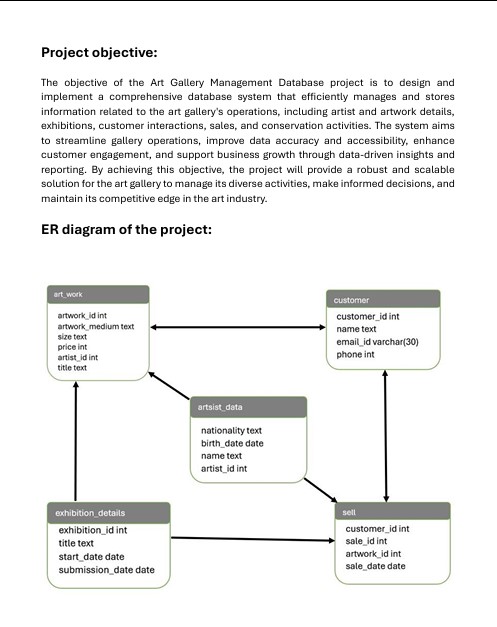 Project objective:
The objective of the Art Gallery Management Database project is to design and
implement a comprehensive database system that efficiently manages and stores
information related to the art gallery's operations, including artist and artwork details,
exhibitions, customer interactions, sales, and conservation activities. The system aims
to streamline gallery operations, improve data accuracy and accessibility, enhance
customer engagement, and support business growth through data-driven insights and
reporting. By achieving this objective, the project will provide a robust and scalable
solution for the art gallery to manage its diverse activities, make informed decisions, and
maintain its competitive edge in the art industry.
ER diagram of the project:
art_work
artwork_id int
artwork_medium text
size text
price int
artist_id int
title text
customer
customer_id int
name text
email_id varchar(30)
phone int
artsist_data
nationality text
birth_date date
name text
artist_id int
exhibition_details
exhibition_id int
title text
start_date date
submission_date date
sell
customer_id int
sale_id int
artwork_id int
sale_date date